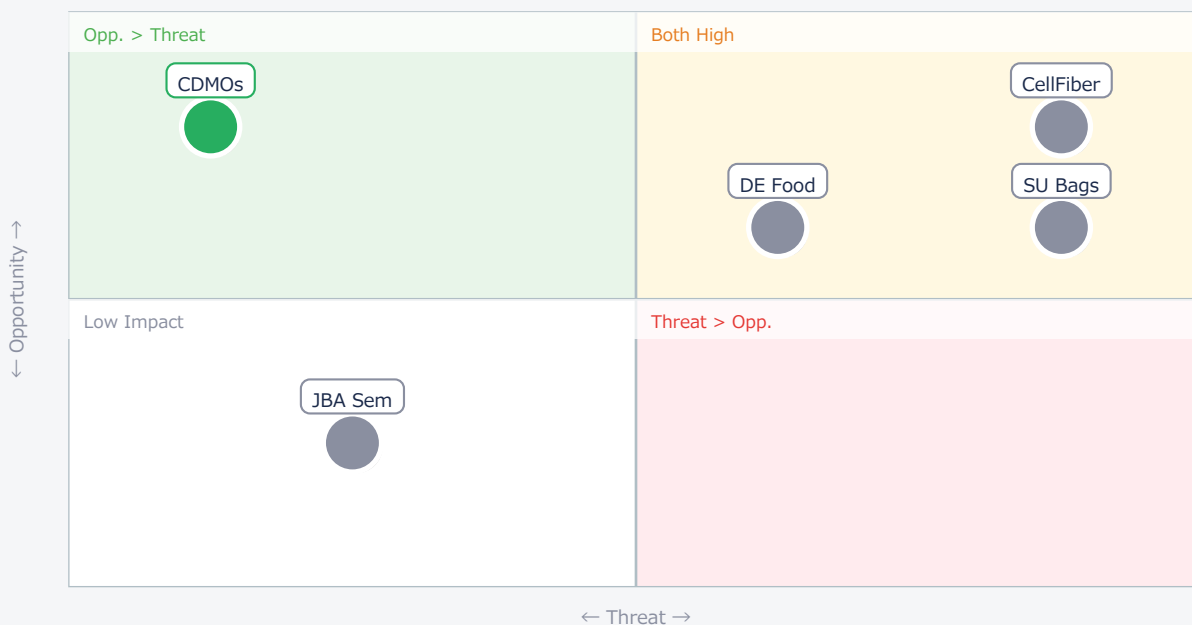 Opp. > Threat
Both High
CDMOs
CellFiber
DE Food
SU Bags
← Opportunity →
Low Impact
Threat > Opp.
JBA Sem
← Threat →